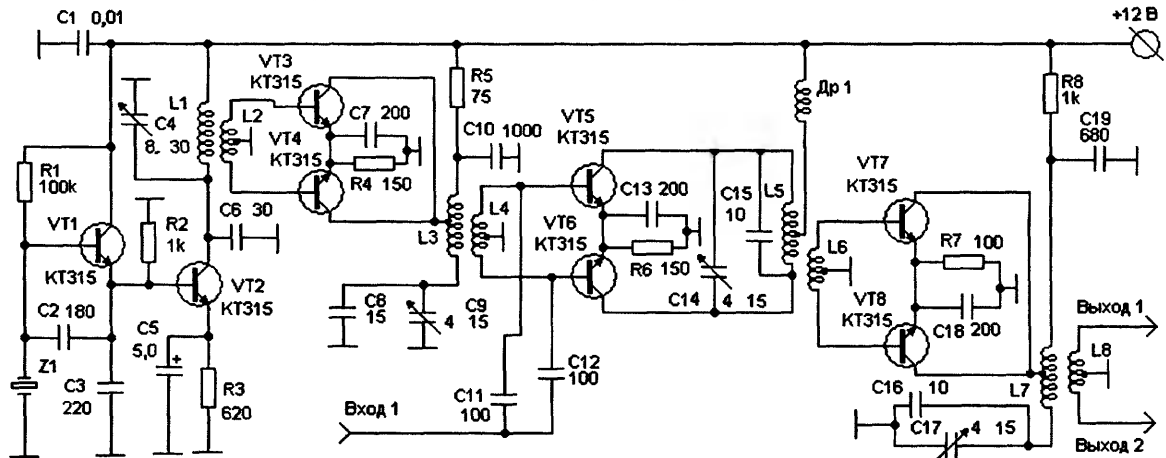 C1 0,01
+12 В
VT3
КТ315
R5
75
Др 1
R8
1k
C4
8. 30
L1
L2
C7 200
C10 1000
VT5
КТ315
C19
680
VT4
КТ315
R4 150
C13 200
C15
10
L5
VT7
КТ315
R1
100k
R2
1k
C6 30
L3
L4
VT6
КТ315
R6 150
L6
R7 100
VT1
КТ315
VT2
КТ315
C14 4 15
VT8
КТ315
C18 200
C2 180
C5
5,0
+
C8
15
4
C9
15
Выход 1
Z1
C3
220
R3
620
C12
100
C11
100
Вход 1
C16 10
C17 4 15
L7
L8
Выход 2